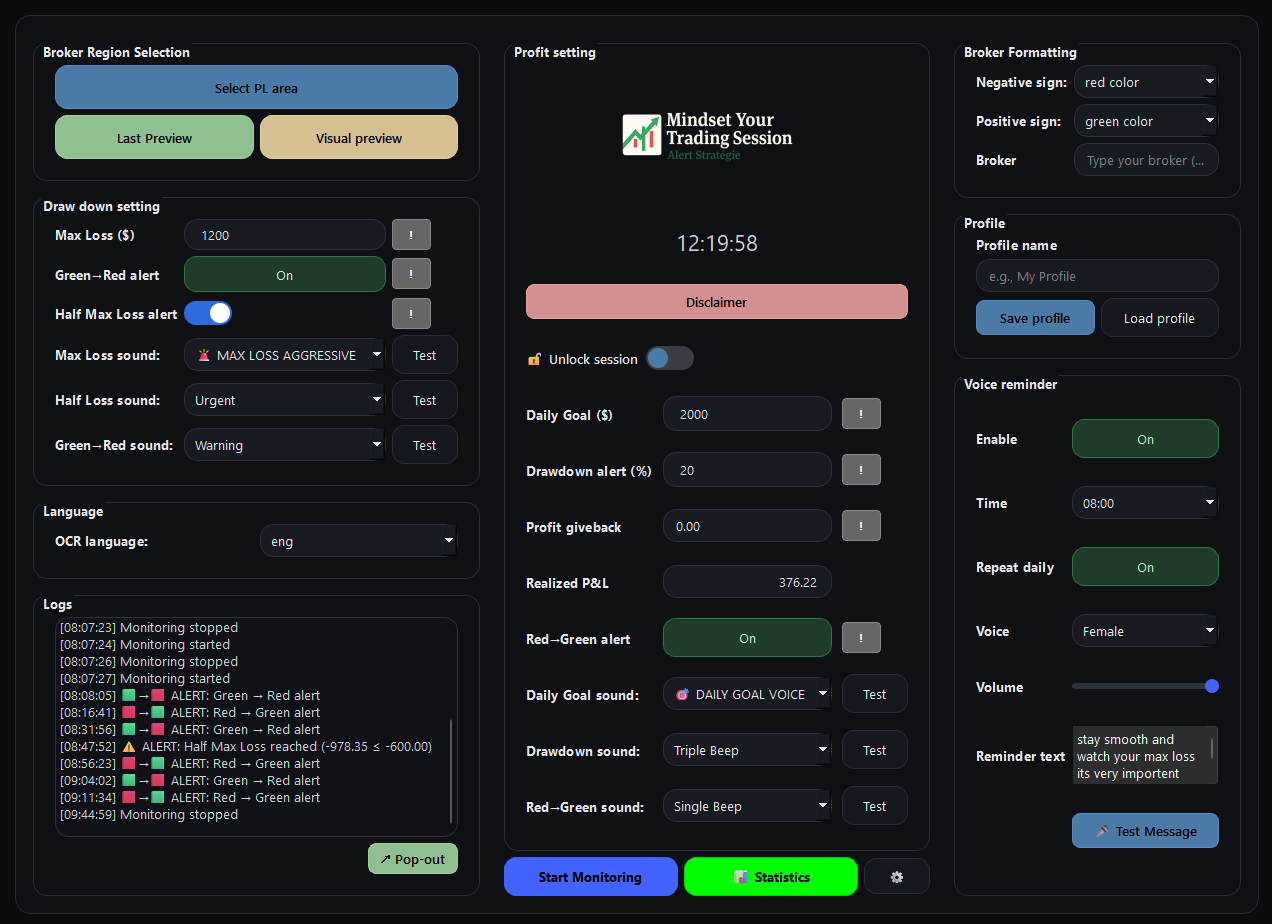 Broker Region Selection
Select PL area
Last Preview
Visual preview
Draw down setting
Max Loss ($)
1200
!
Green→Red alert
On
!
Half Max Loss alert
!
Max Loss sound:
🚨 MAX LOSS AGGRESSIVE
Test
Half Loss sound:
Urgent
Test
Green→Red sound:
Warning
Test
Language
OCR language:
eng
Logs
[08:07:23] Monitoring stopped
[08:07:24] Monitoring started
[08:07:26] Monitoring stopped
[08:07:27] Monitoring started
[08:08:05] 🟩→🟥 ALERT: Green → Red alert
[08:16:41] 🟥→🟩 ALERT: Red → Green alert
[08:31:56] 🟩→🟥 ALERT: Green → Red alert
[08:47:52] ⚠️ ALERT: Half Max Loss reached (-978.35 ≤ -600.00)
[08:56:23] 🟥→🟩 ALERT: Red → Green alert
[09:04:02] 🟩→🟥 ALERT: Green → Red alert
[09:11:34] 🟥→🟩 ALERT: Red → Green alert
[09:44:59] Monitoring stopped
↗ Pop-out
Profit setting
Mindset Your
Trading Session
Alert Stratégie
12:19:58
Disclaimer
🔓 Unlock session
Daily Goal ($)
2000
!
Drawdown alert (%)
20
!
Profit giveback
0.00
!
Realized P&L
376.22
Red→Green alert
On
!
Daily Goal sound:
🎯 DAILY GOAL VOICE
Test
Drawdown sound:
Triple Beep
Test
Red→Green sound:
Single Beep
Test
Start Monitoring
📊 Statistics
⚙
Broker Formatting
Negative sign:
red color
Positive sign:
green color
Broker
Type your broker (...
Profile
Profile name
e.g., My Profile
Save profile
Load profile
Voice reminder
Enable
On
Time
08:00
Repeat daily
On
Voice
Female
Volume
Reminder text
stay smooth and
watch your max loss
its very importent
🎤 Test Message